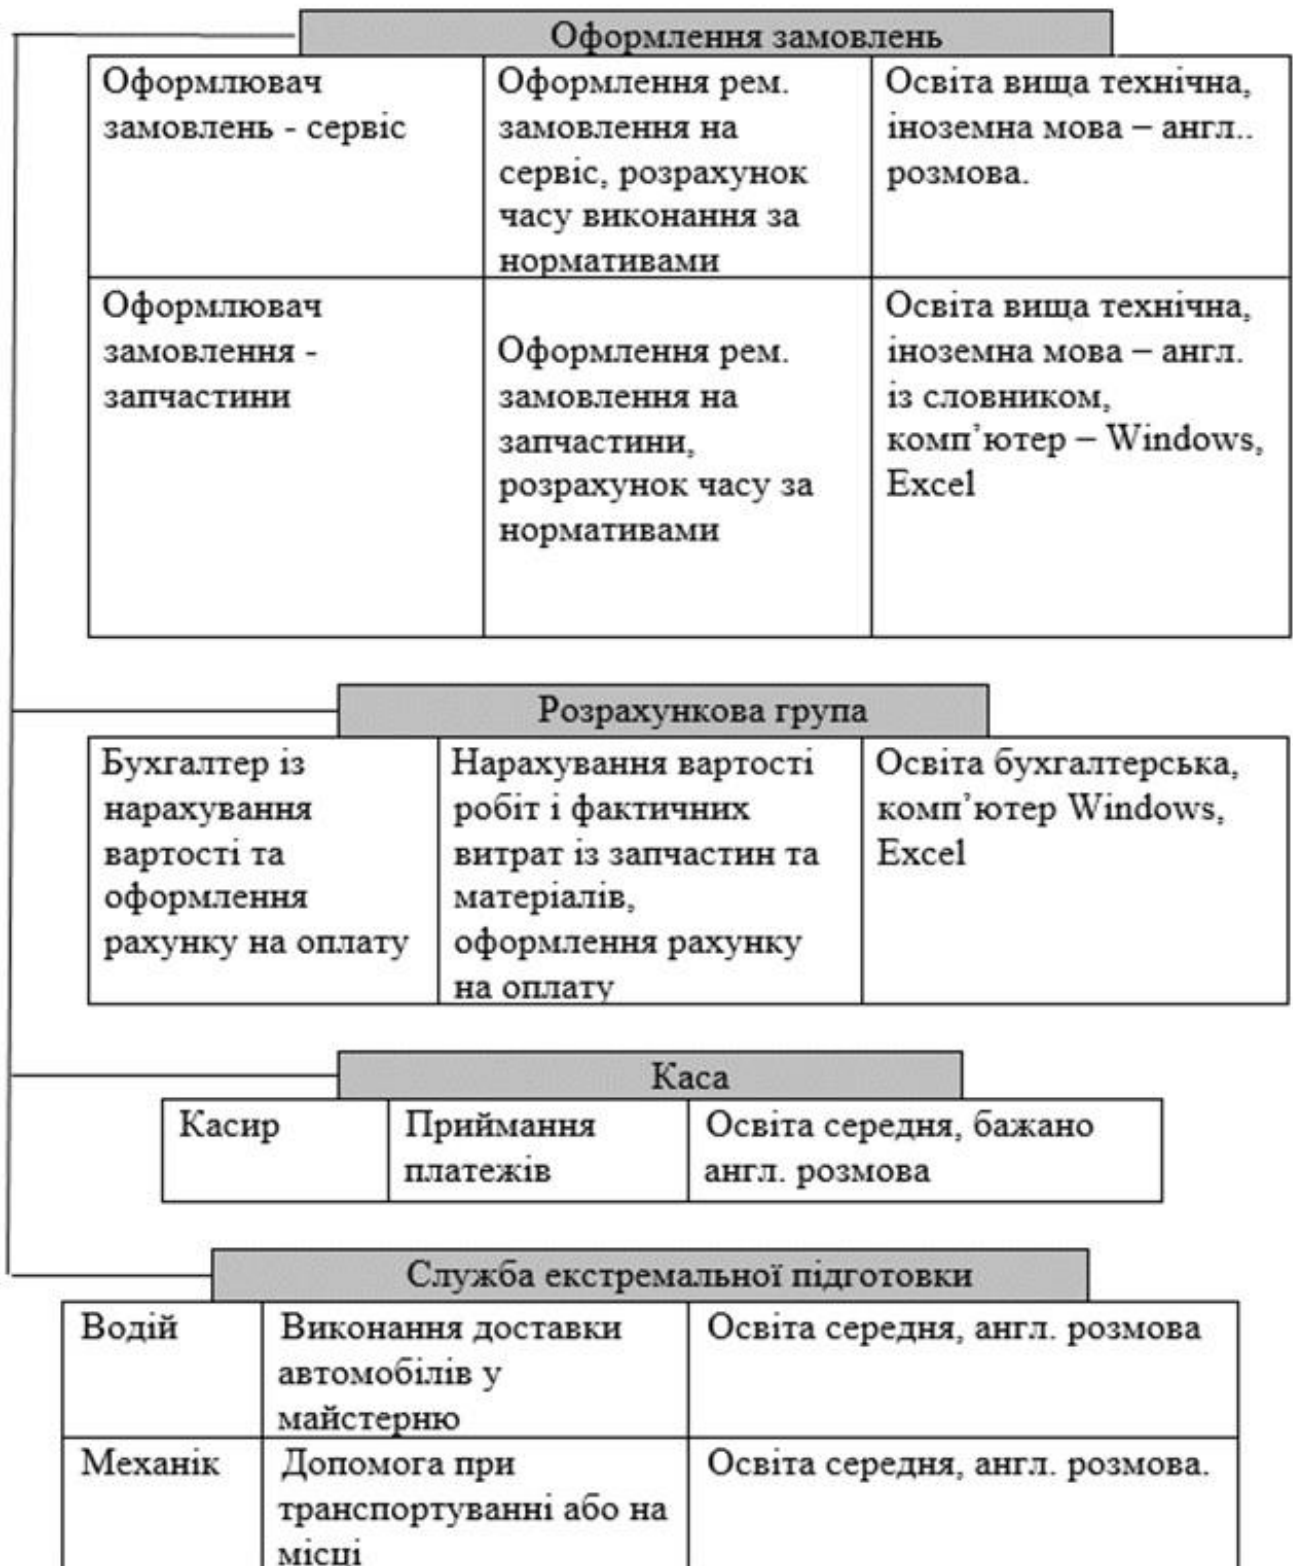 Оформлення замовлень
Оформлювач
замовлень - сервіс
Оформлення рем.
замовлення на
сервіс, розрахунок
часу виконання за
нормативами
Освіта вища технічна,
іноземна мова – англ..
розмова.
Оформлювач
замовлення -
запчастини
Оформлення рем.
замовлення на
запчастини,
розрахунок часу за
нормативами
Освіта вища технічна,
іноземна мова – англ.
із словником,
комп’ютер – Windows,
Excel
Розрахункова група
Бухгалтер із
нарахування
вартості та
оформлення
рахунку на оплату
Нарахування вартості
робіт і фактичних
витрат із запчастин та
матеріалів,
оформлення рахунку
на оплату
Освіта бухгалтерська,
комп’ютер Windows,
Excel
Каса
Касир
Приймання
платежів
Освіта середня, бажано
англ. розмова
Служба екстремальної підготовки
Водій
Виконання доставки
автомобілів у
майстерню
Освіта середня, англ. розмова
Механік
Допомога при
транспортуванні або на
місці
Освіта середня, англ. розмова.